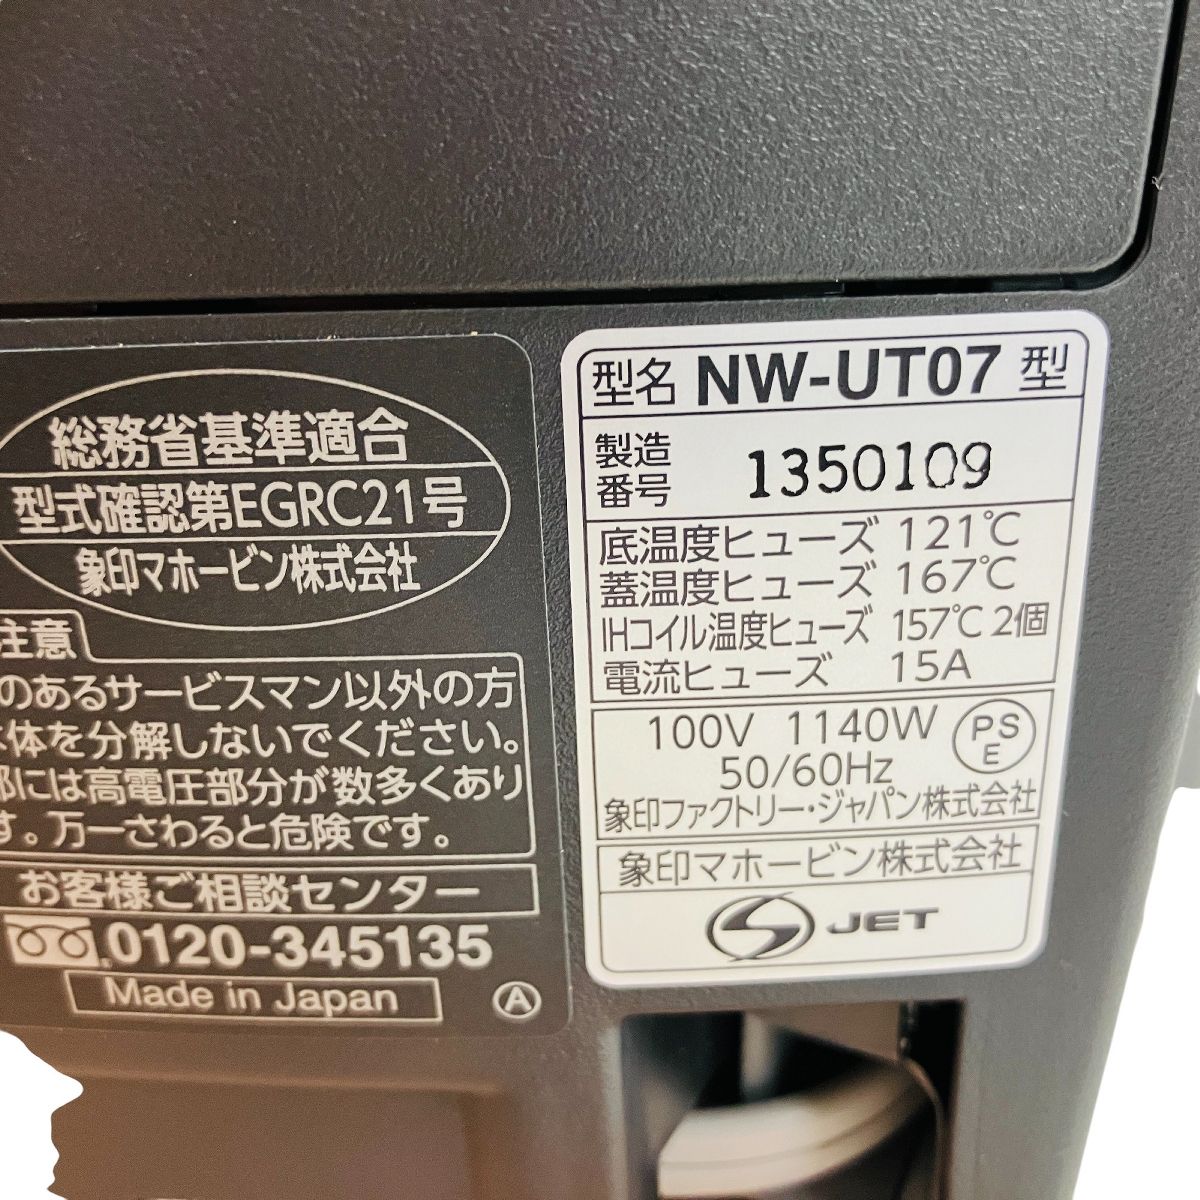 総務省基準適合
型式確認第EGRC21号
象印マホービン株式会社
注意
のあるサービスマン以外の方
体を分解しないでください。
部には高電圧部分が数多くあり
す。万一さわると危険です。
お客様ご相談センター
0120-345135
Made in Japan
A
型名 NW-UT07 型
製造番号 1350109
底温度ヒューズ 121℃
蓋温度ヒューズ 167℃
IHコイル温度ヒューズ 157℃ 2個
電流ヒューズ 15A
100V 1140W
50/60Hz
PSE
象印ファクトリー・ジャパン株式会社
象印マホービン株式会社
JET